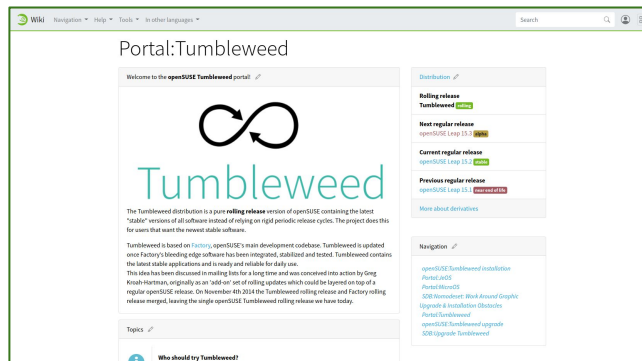 Wiki Navigation Help Tools In other languages Search
Portal:Tumbleweed
Welcome to the openSUSE Tumbleweed portal!
Tumbleweed
The Tumbleweed distribution is a pure rolling release version of openSUSE containing the latest
"stable" versions of all software instead of relying on rigid periodic release cycles. The project does this
for users that want the newest stable software.
Tumbleweed is based on Factory, openSUSE's main development codebase. Tumbleweed is updated
once Factory's bleeding edge software has been integrated, stabilized and tested. Tumbleweed contains
the latest stable applications and is ready and reliable for daily use.
This idea has been discussed in mailing lists for a long time and was conceived into action by Greg
Kroah-Hartman, originally as an 'add-on' set of rolling updates which could be layered on top of a
regular openSUSE release. On November 4th 2014 the Tumbleweed rolling release and Factory rolling
release merged, leaving the single openSUSE Tumbleweed rolling release we have today.
Topics
Who should try Tumbleweed?
Distribution
Rolling release
Tumbleweed rolling
Next regular release
openSUSE Leap 15.3 alpha
Current regular release
openSUSE Leap 15.2 stable
Previous regular release
openSUSE Leap 15.1 near end of life
More about derivatives
Navigation
openSUSE:Tumbleweed installation
Portal:JeOS
Portal:MicroOS
SDB:Nomodeset: Work Around Graphic
Upgrade & Installation Obstacles
Portal:Tumbleweed
openSUSE:Tumbleweed upgrade
SDB:Tumbleweed